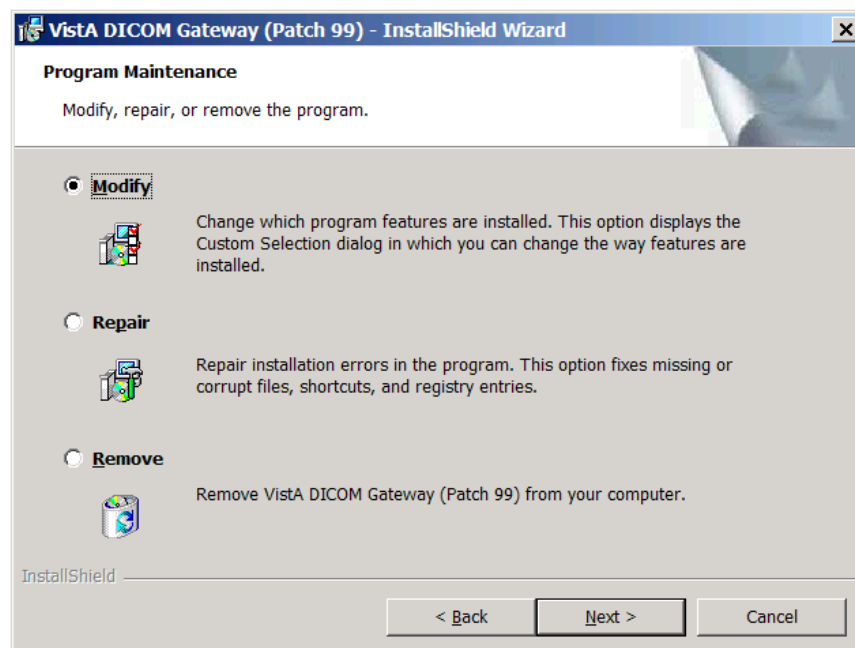 VistA DICOM Gateway (Patch 99) - InstallShield Wizard
Program Maintenance
Modify, repair, or remove the program.
Modify
Change which program features are installed. This option displays the
Custom Selection dialog in which you can change the way features are
installed.
Repair
Repair installation errors in the program. This option fixes missing or
corrupt files, shortcuts, and registry entries.
Remove
Remove VistA DICOM Gateway (Patch 99) from your computer.
InstallShield
< Back
Next >
Cancel